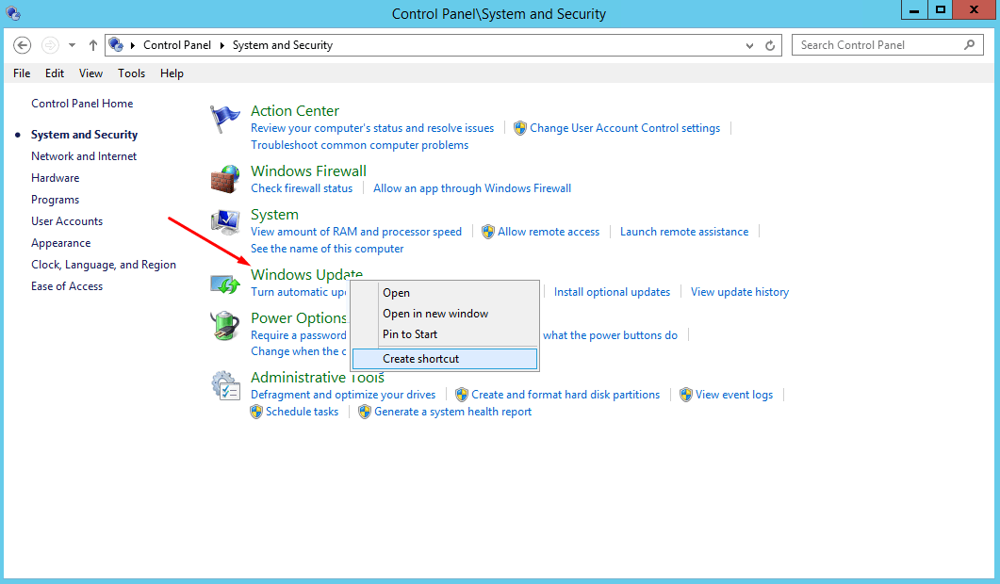 Control Panel\System and Security
Control Panel System and Security
Search Control Panel
File Edit View Tools Help
Control Panel Home
System and Security
Network and Internet
Hardware
Programs
User Accounts
Appearance
Clock, Language, and Region
Ease of Access
Action Center
Review your computer's status and resolve issues Change User Account Control settings
Troubleshoot common computer problems
Windows Firewall
Check firewall status Allow an app through Windows Firewall
System
View amount of RAM and processor speed Allow remote access Launch remote assistance
See the name of this computer
Windows Update
Turn automatic Install optional updates View update history
Power Options
Require a password what the power buttons do
Change when the
Administrative Tools
Defragment and optimize your drives Create and format hard disk partitions View event logs
Schedule tasks Generate a system health report
Open
Open in new window
Pin to Start
Create shortcut